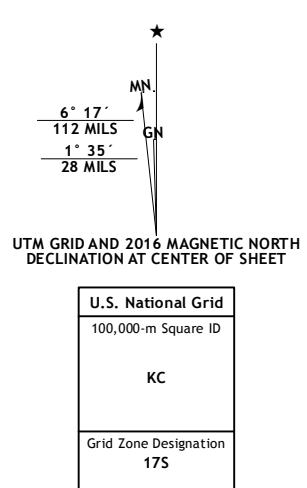 ★
MN.
6° 17´
112 MILS
GN
1° 35´
28 MILS
UTM GRID AND 2016 MAGNETIC NORTH
DECLINATION AT CENTER OF SHEET
U.S. National Grid
100,000-m Square ID
KC
Grid Zone Designation
17S